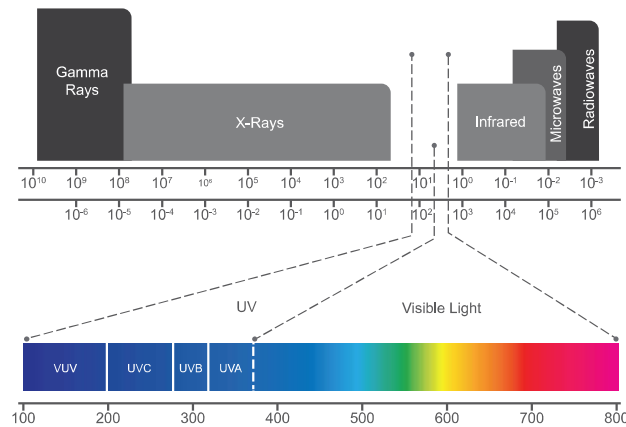 Gamma
Rays
X-Rays
Infrared
Microwaves
Radiowaves
10¹⁰ 10⁹ 10⁸ 10⁷ 10⁶ 10⁵ 10⁴ 10³ 10² 10¹ 10⁰ 10⁻¹ 10⁻² 10⁻³
10⁻⁶ 10⁻⁵ 10⁻⁴ 10⁻³ 10⁻² 10⁻¹ 10⁰ 10¹ 10² 10³ 10⁴ 10⁵ 10⁶
UV Visible Light
VUV UVC UVB UVA
100 200 300 400 500 600 700 800